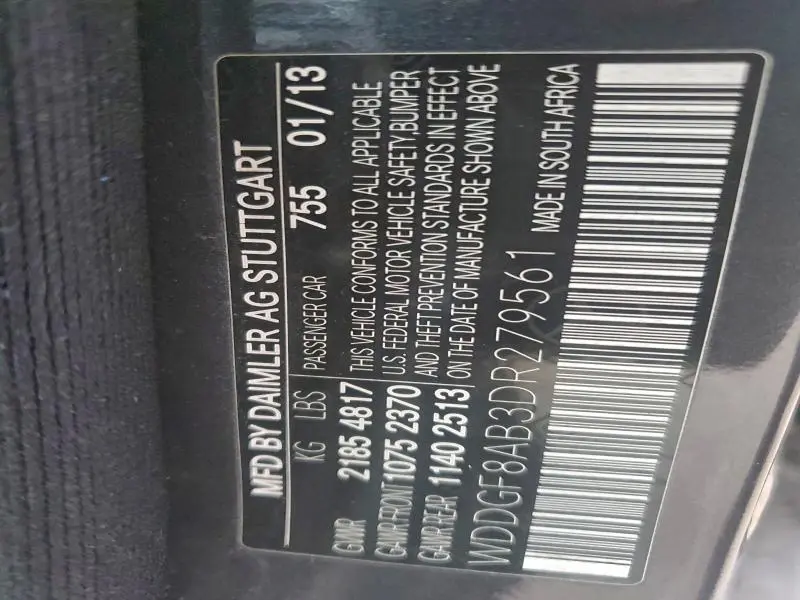 MFD BY DAIMLER AG STUTTGART
KG LBS PASSENGER CAR 755 01/13
GVWR 2185 4817 THIS VEHICLE CONFORMS TO ALL APPLICABLE
GAWR-FRONT 1075 2370 U.S. FEDERAL MOTOR VEHICLE SAFETY,BUMPER
GAWR-REAR 1140 2513 AND THEFT PREVENTION STANDARDS IN EFFECT
ON THE DATE OF MANUFACTURE SHOWN ABOVE
WDDGF8AB3DR279561 MADE IN SOUTH AFRICA